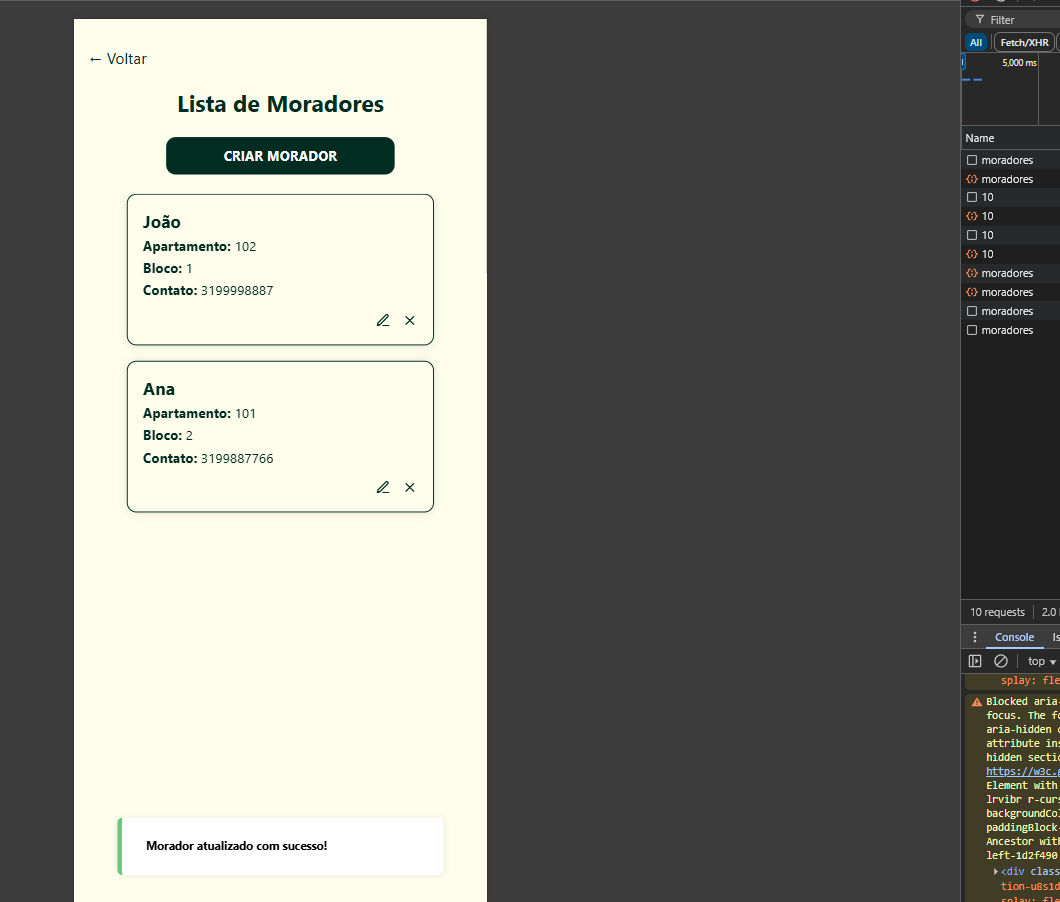 ← Voltar
Lista de Moradores
CRIAR MORADOR
João
Apartamento: 102
Bloco: 1
Contato: 3199998887
Ana
Apartamento: 101
Bloco: 2
Contato: 3199887766
Morador atualizado com sucesso!
Filter
All Fetch/XHR
5,000 ms
Name
moradores
moradores
10
10
10
10
moradores
moradores
moradores
moradores
10 requests 2.0
Console Is
top
splay: fle
Blocked aria-
focus. The fo
aria-hidden
attribute ins
hidden sectio
https://w3c.g
Element with
lrvibr r-curs
backgroundCol
paddingBlock-
Ancestor with
left-1d2f490
<div class
tion-u8s1d
splay: fle